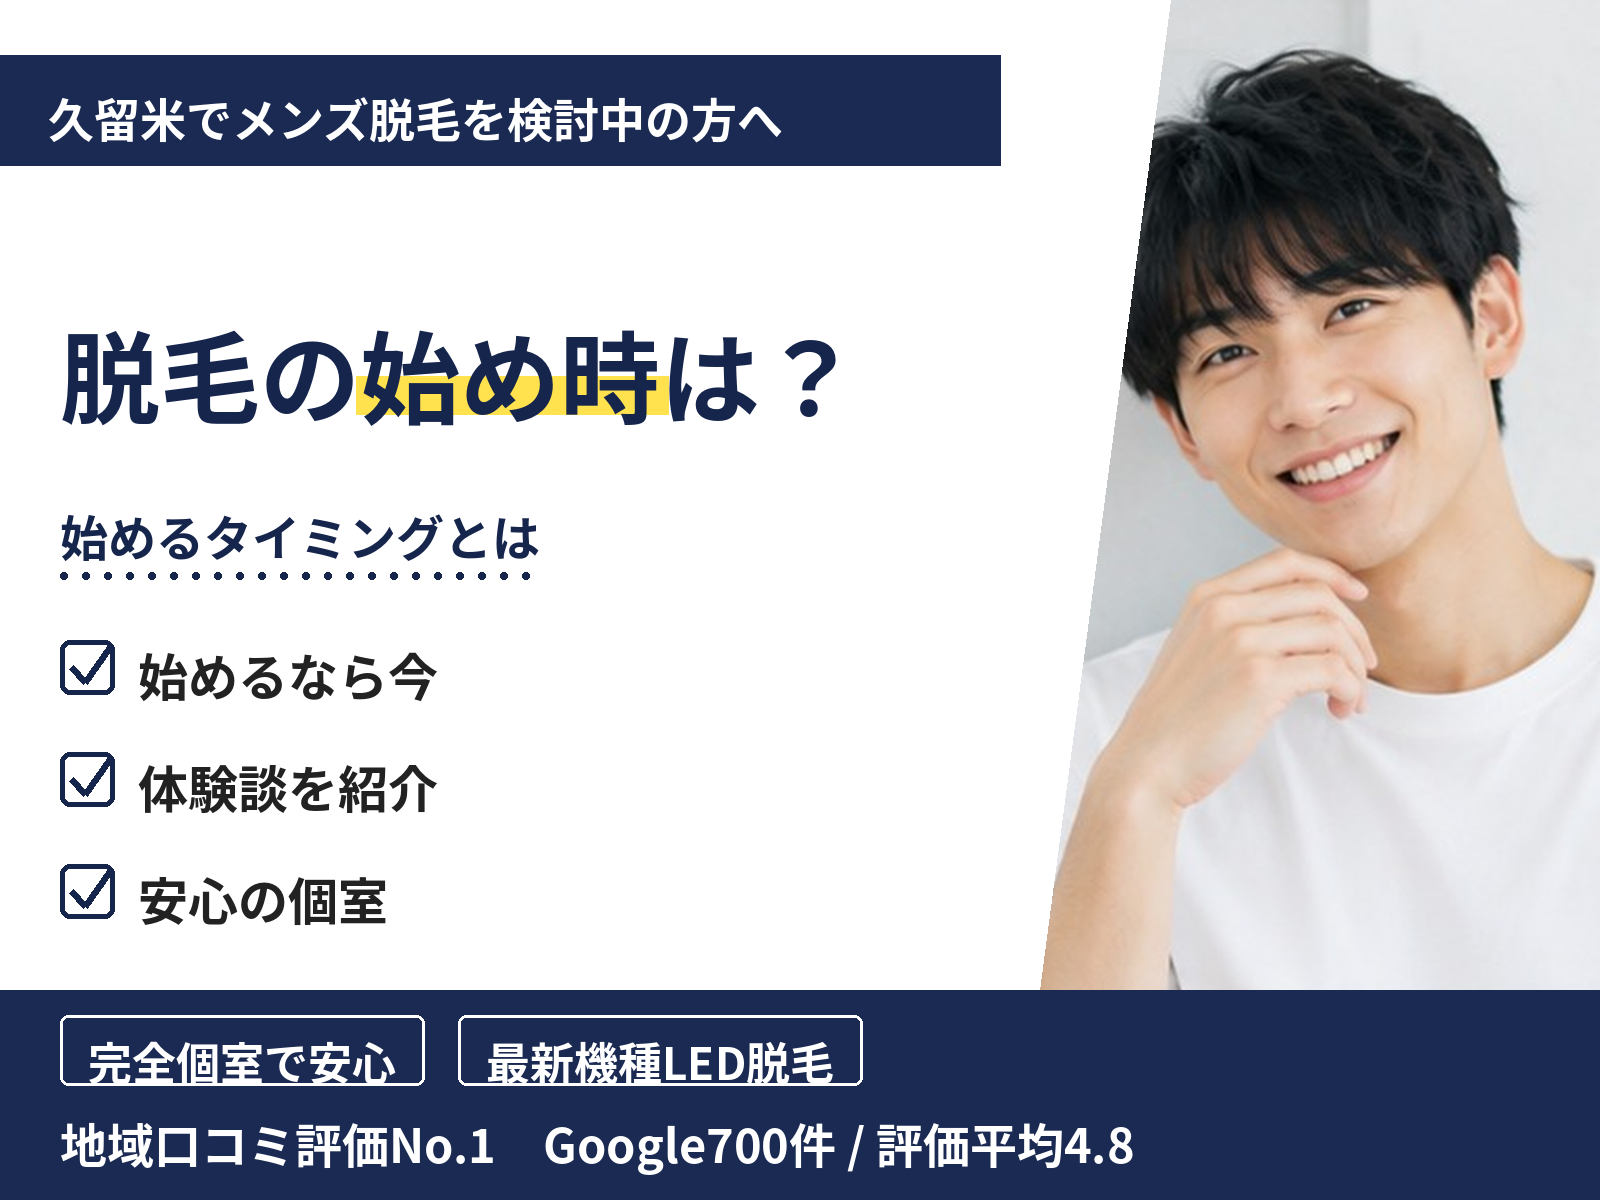 久留米でメンズ脱毛を検討中の方へ
脱毛の始め時は？
始めるタイミングとは
始めるなら今
体験談を紹介
安心の個室
完全個室で安心 最新機種LED脱毛
地域口コミ評価No.1　Google700件 / 評価平均4.8